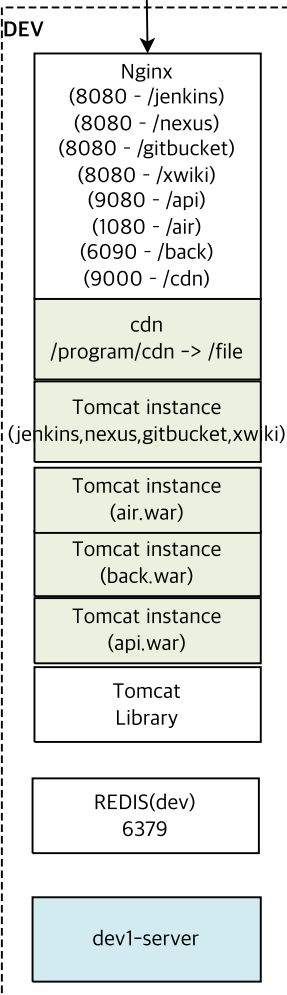 DEV
Nginx
(8080 - /jenkins)
(8080 - /nexus)
(8080 - /gitbucket)
(8080 - /xwiki)
(9080 - /api)
(1080 - /air)
(6090 - /back)
(9000 - /cdn)
cdn
/program/cdn -> /file
Tomcat instance
(jenkins,nexus,gitbucket,xwiki)
Tomcat instance
(air.war)
Tomcat instance
(back.war)
Tomcat instance
(api.war)
Tomcat
Library
REDIS(dev)
6379
dev1-server